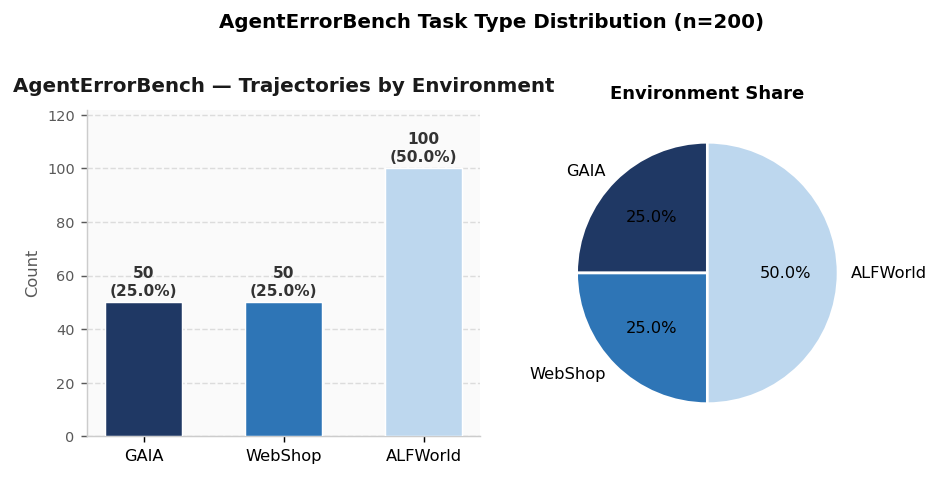 AgentErrorBench Task Type Distribution (n=200)
AgentErrorBench — Trajectories by Environment
120
100
80
60
40
20
0
Count
50
(25.0%)
50
(25.0%)
100
(50.0%)
GAIA
WebShop
ALFWorld
Environment Share
GAIA
25.0%
50.0%
ALFWorld
25.0%
WebShop